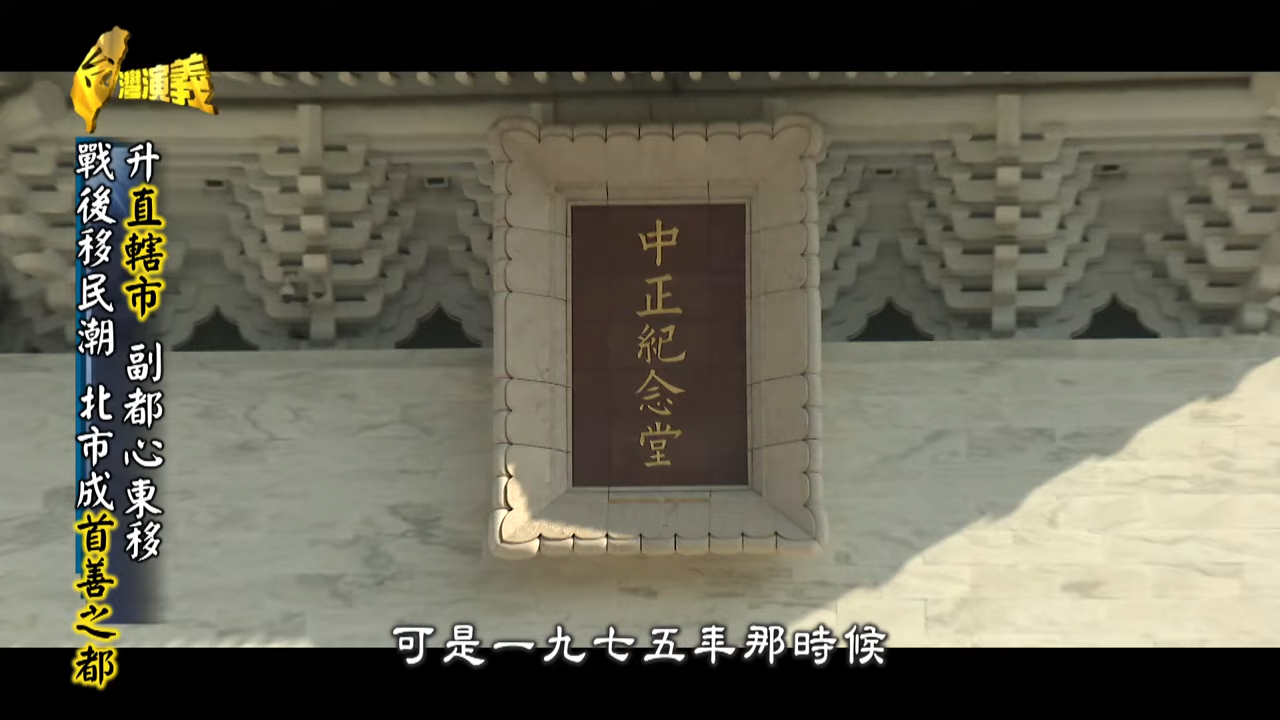 台灣演義
升直轄市 副都心東移
戰後移民潮 北市成首善之都
中正紀念堂
可是一九七五年那時候